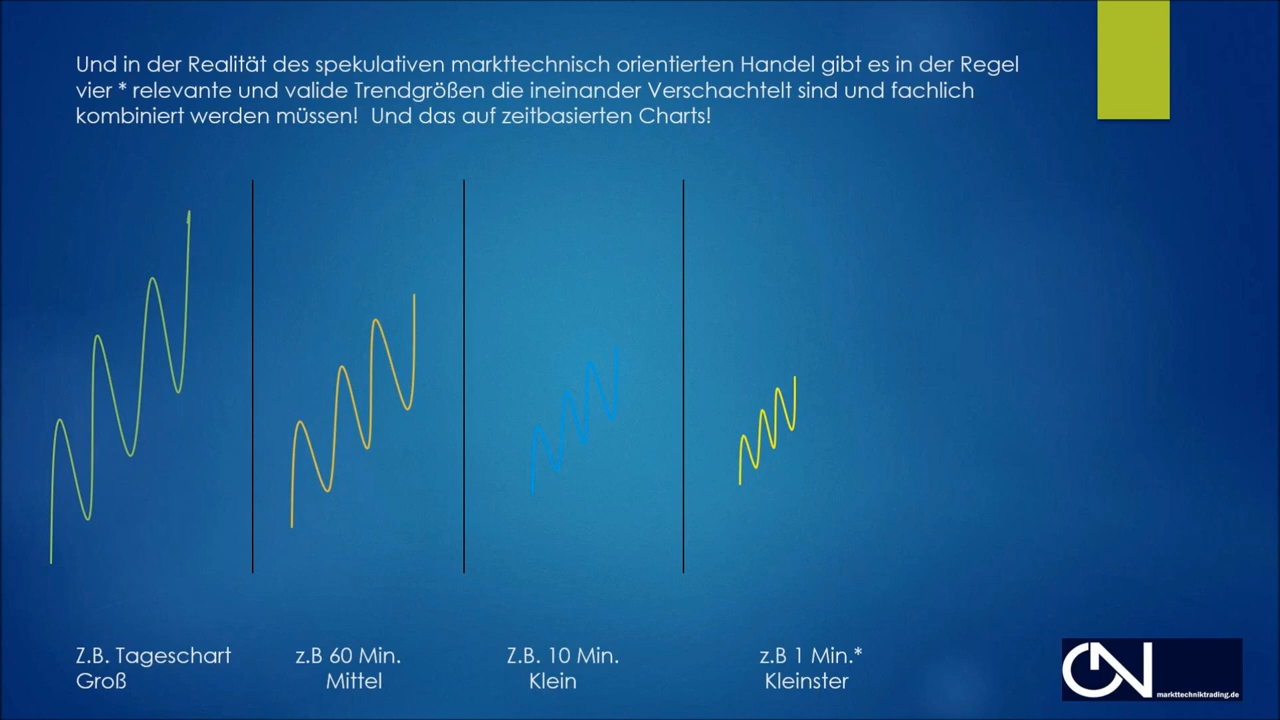 Und in der Realität des spekulativen markttechnisch orientierten Handel gibt es in der Regel
vier * relevante und valide Trendgrößen die ineinander Verschachtelt sind und fachlich
kombiniert werden müssen!  Und das auf zeitbasierten Charts!
Z.B. Tageschart
Groß
z.B 60 Min.
Mittel
Z.B. 10 Min.
Klein
z.B 1 Min.*
Kleinster
ON
markttechniktrading.de